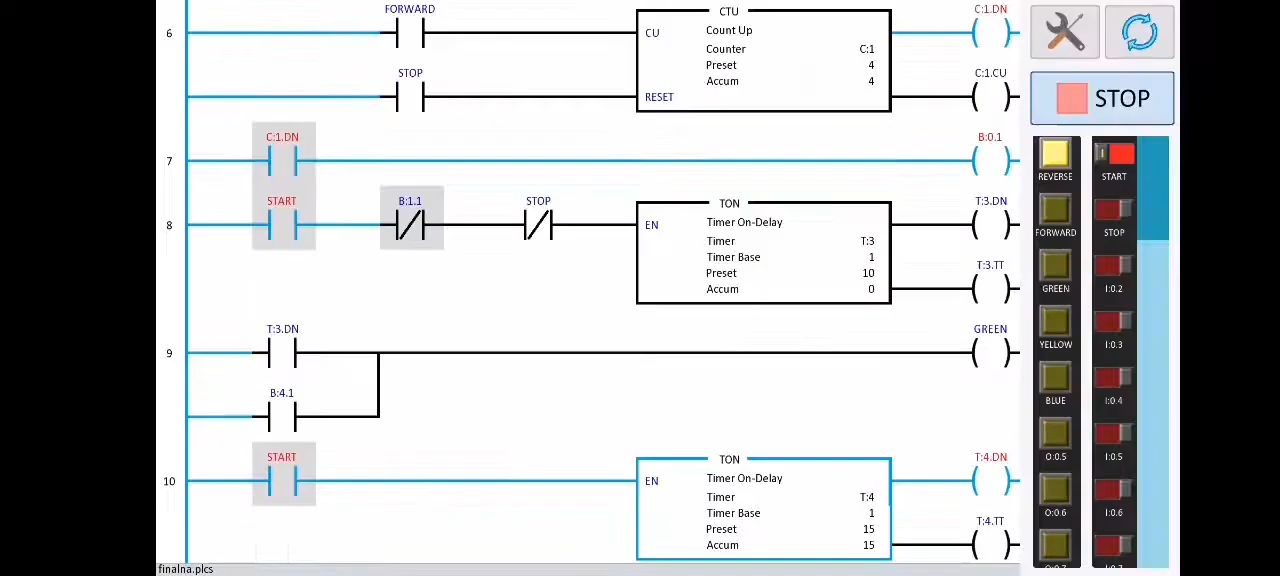 FORWARD
CTU
C:1.DN
6
CU
Count Up
Counter C:1
Preset 4
STOP
Accum 4
C:1.CU
RESET
STOP
C:1.DN
B:0.1
7
REVERSE
START
START
B:1.1
STOP
TON
T:3.DN
8
EN
Timer On-Delay
FORWARD
STOP
Timer T:3
Timer Base 1
T:3.TT
Preset 10
Accum 0
GREEN
I:0.2
T:3.DN
GREEN
9
YELLOW
I:0.3
B:4.1
BLUE
I:0.4
START
TON
T:4.DN
O:0.5
I:0.5
10
EN
Timer On-Delay
Timer T:4
Timer Base 1
T:4.TT
O:0.6
I:0.6
Preset 15
Accum 15
finalna.plcs